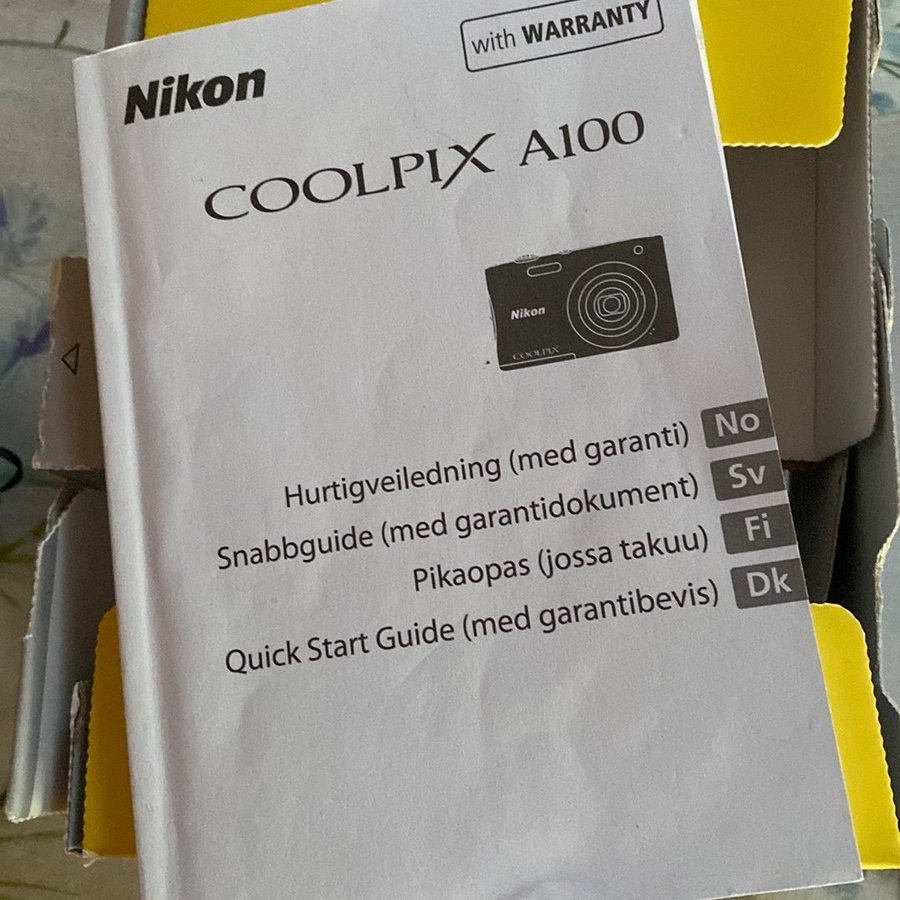 with WARRANTY
Nikon
COOLPIX A100
Nikon
COOLPIX
Hurtigveiledning (med garanti) No
Snabbguide (med garantidokument) Sv
Pikaopas (jossa takuu) Fi
Quick Start Guide (med garantibevis) Dk